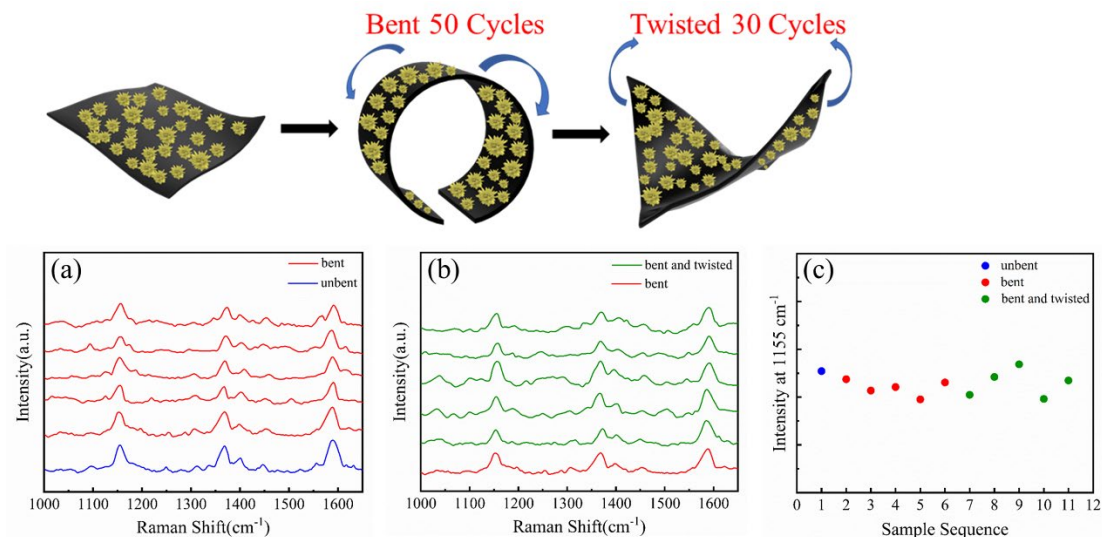 Bent 50 Cycles
Twisted 30 Cycles
(a)
bent
unbent
Intensity(a.u.)
1000 1100 1200 1300 1400 1500 1600
Raman Shift(cm⁻¹)
(b)
bent and twisted
bent
Intensity(a.u.)
1000 1100 1200 1300 1400 1500 1600
Raman Shift(cm⁻¹)
(c)
unbent
bent
bent and twisted
Intensity at 1155 cm⁻¹
0 1 2 3 4 5 6 7 8 9 10 11 12
Sample Sequence